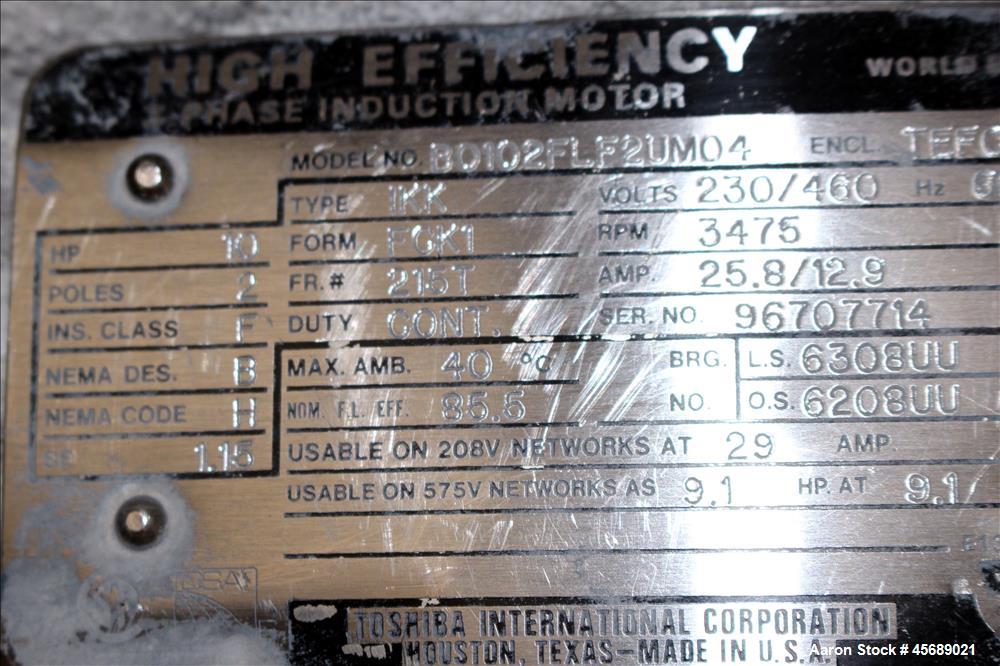 HIGH EFFICIENCY
3 PHASE INDUCTION MOTOR WORLD
MODEL NO. B0102FLF2UM04 ENCL. TEFC
TYPE IKK VOLTS 230/460 Hz
HP 10 FORM FGK1 RPM 3475
POLES 2 FR.# 215T AMP. 25.8/12.9
INS. CLASS F DUTY CONT. SER. NO. 96707714
NEMA DES. B MAX. AMB. 40 °C BRG. L.S. 6308UU
NEMA CODE H NOM. F.L. EFF. 85.5 NO. O.S 6208UU
SF 1.15 USABLE ON 208V NETWORKS AT 29 AMP.
USABLE ON 575V NETWORKS AS 9.1 HP. AT 9.1/
TOSHIBA INTERNATIONAL CORPORATION
HOUSTON, TEXAS-MADE IN U.S.A.
Aaron Stock # 45689021